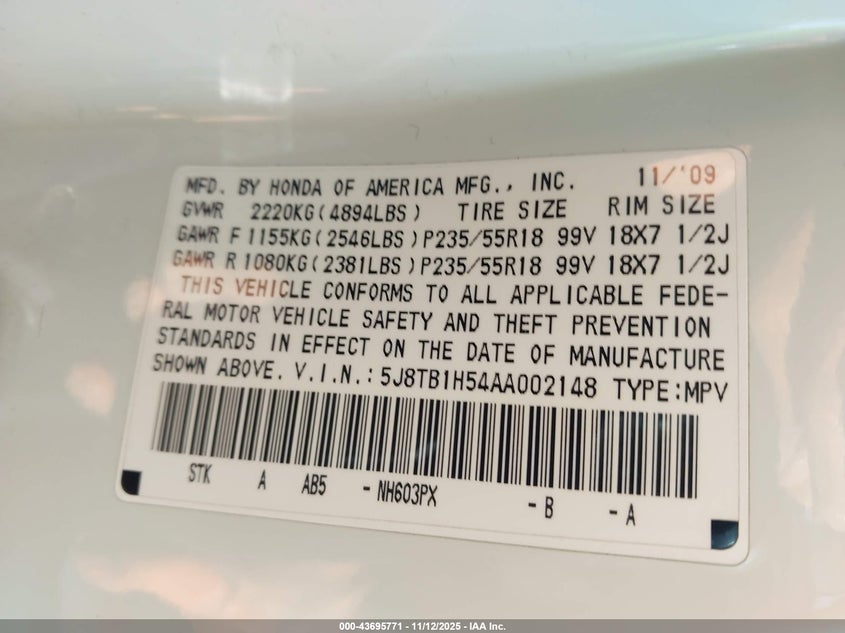 MFD. BY HONDA OF AMERICA MFG., INC. 11/'09
GVWR 2220KG(4894LBS) TIRE SIZE RIM SIZE
GAWR F 1155KG(2546LBS) P235/55R18 99V 18X7 1/2J
GAWR R 1080KG(2381LBS) P235/55R18 99V 18X7 1/2J
THIS VEHICLE CONFORMS TO ALL APPLICABLE FEDE-
RAL MOTOR VEHICLE SAFETY AND THEFT PREVENTION
STANDARDS IN EFFECT ON THE DATE OF MANUFACTURE
SHOWN ABOVE. V.I.N.: 5J8TB1H54AA002148 TYPE:MPV
STK A AB5 - NH603PX - B - A
000-43695771 - 11/12/2025 - IAA Inc.